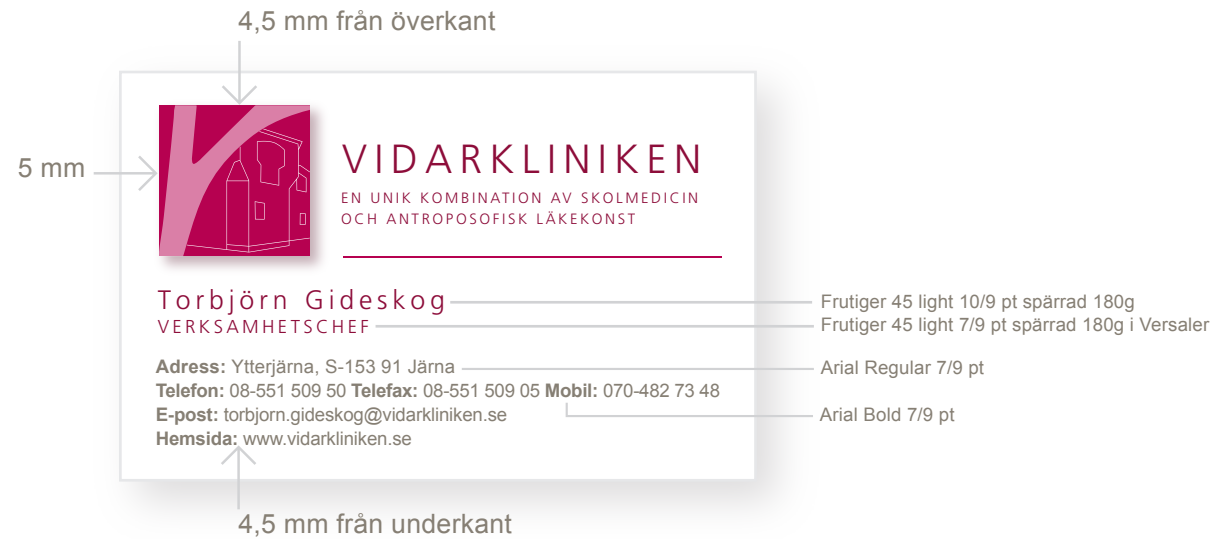 4,5 mm från överkant
5 mm
VIDARKLINIKEN
EN UNIK KOMBINATION AV SKOLMEDICIN
OCH ANTROPOSOFISK LÄKEKONST
Torbjörn Gideskog
Frutiger 45 light 10/9 pt spärrad 180g
VERKSAMHETSCHEF
Frutiger 45 light 7/9 pt spärrad 180g i Versaler
Adress: Ytterjärna, S-153 91 Järna
Arial Regular 7/9 pt
Telefon: 08-551 509 50 Telefax: 08-551 509 05 Mobil: 070-482 73 48
E-post: torbjorn.gideskog@vidarkliniken.se
Arial Bold 7/9 pt
Hemsida: www.vidarkliniken.se
4,5 mm från underkant